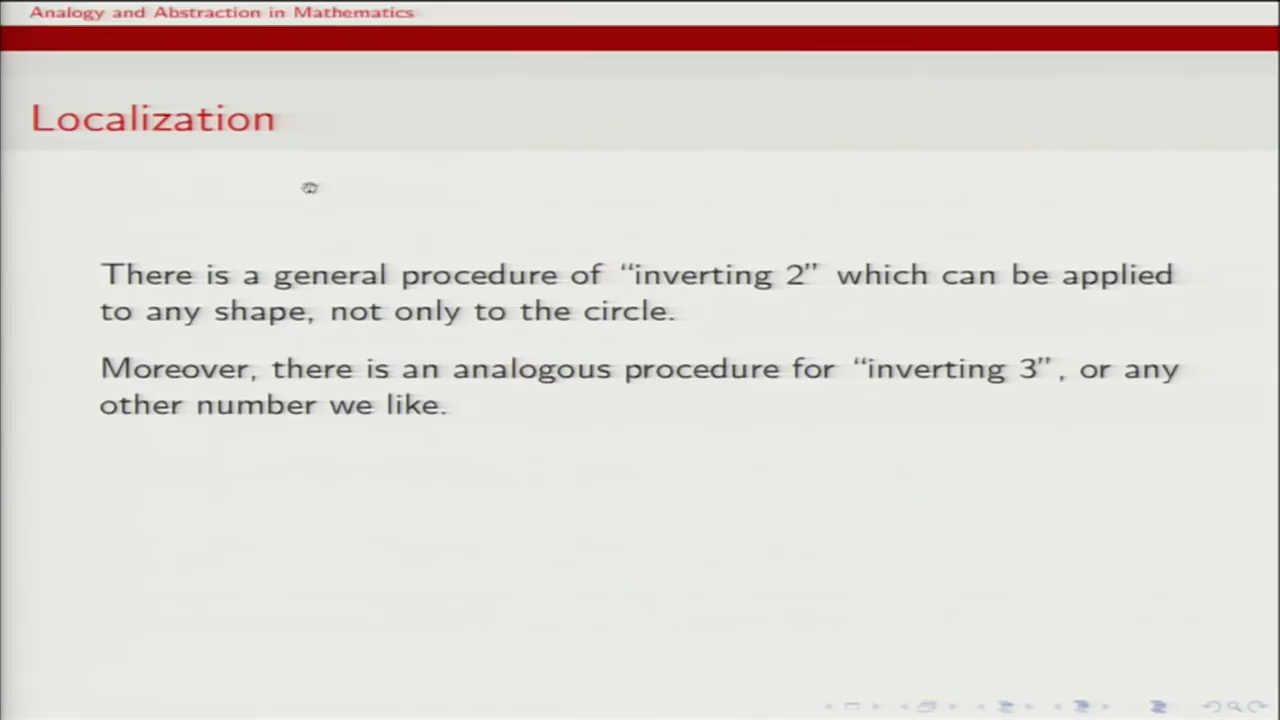 Analogy and Abstraction in Mathematics
Localization
There is a general procedure of “inverting 2” which can be applied
to any shape, not only to the circle.
Moreover, there is an analogous procedure for “inverting 3”, or any
other number we like.